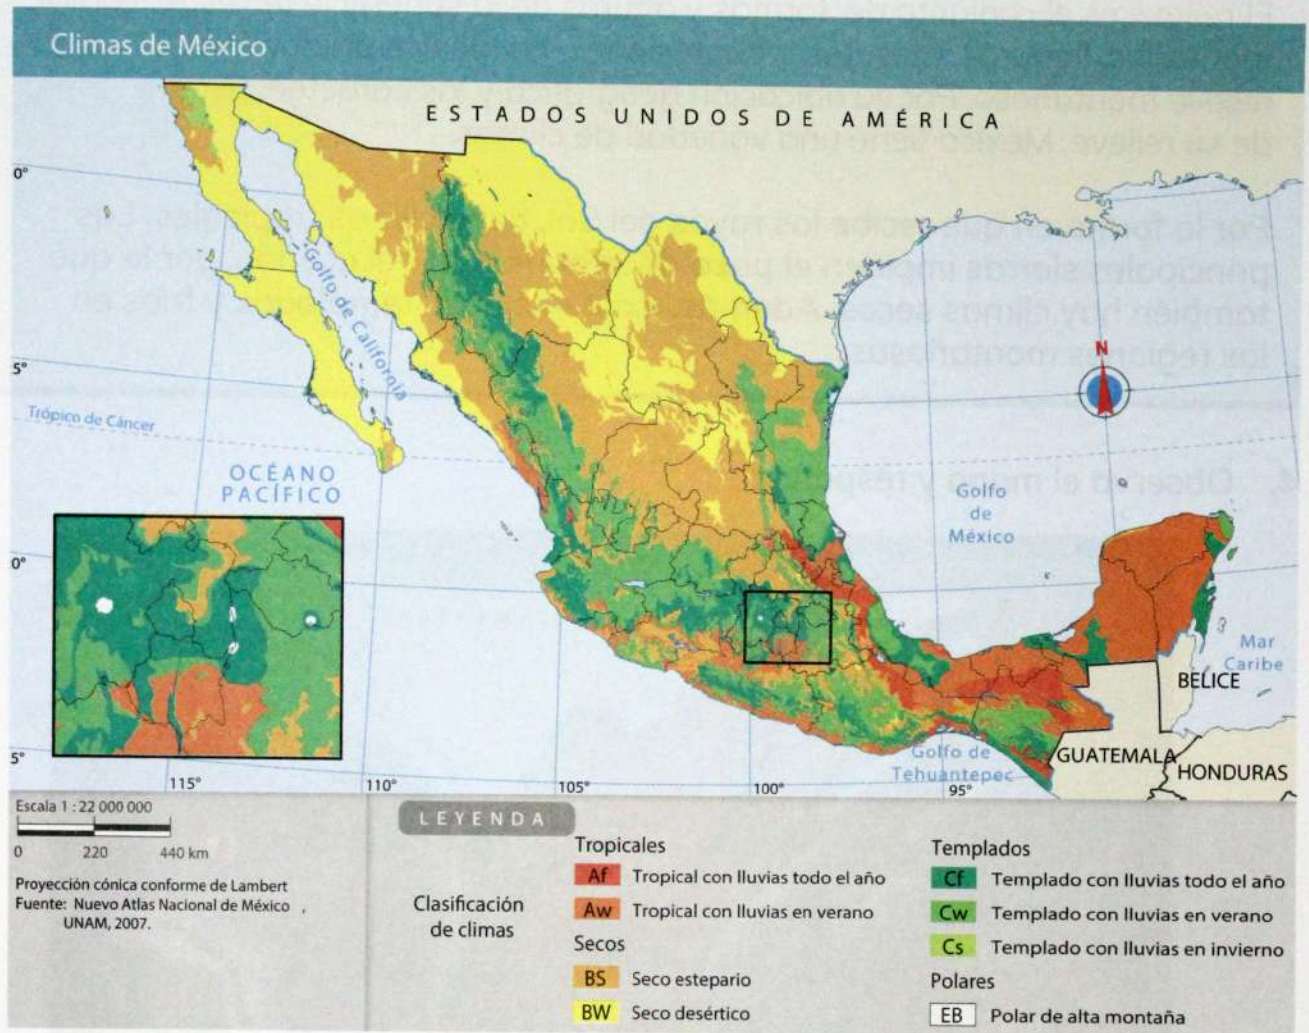 Climas de México
ESTADOS UNIDOS DE AMÉRICA
0°
Golfo de California
5°
N
Trópico de Cáncer
OCÉANO
PACÍFICO
Golfo
de
México
0°
Mar
Caribe
BELICE
5°
Golfo de
Tehuantepec
GUATEMALA
HONDURAS
115°
110°
105°
100°
95°
Escala 1 : 22 000 000
0 220 440 km
Proyección cónica conforme de Lambert
Fuente: Nuevo Atlas Nacional de México ,
UNAM, 2007.
LEYENDA
Clasificación
de climas
Tropicales
Af Tropical con lluvias todo el año
Aw Tropical con lluvias en verano
Secos
BS Seco estepario
BW Seco desértico
Templados
Cf Templado con lluvias todo el año
Cw Templado con lluvias en verano
Cs Templado con lluvias en invierno
Polares
EB Polar de alta montaña